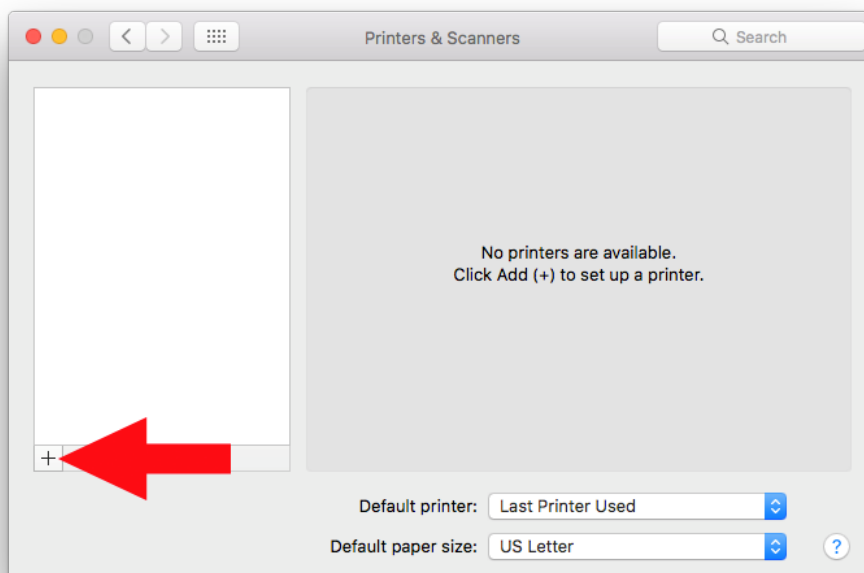 Printers & Scanners
Search
No printers are available.
Click Add (+) to set up a printer.
+
Default printer: Last Printer Used
Default paper size: US Letter
?